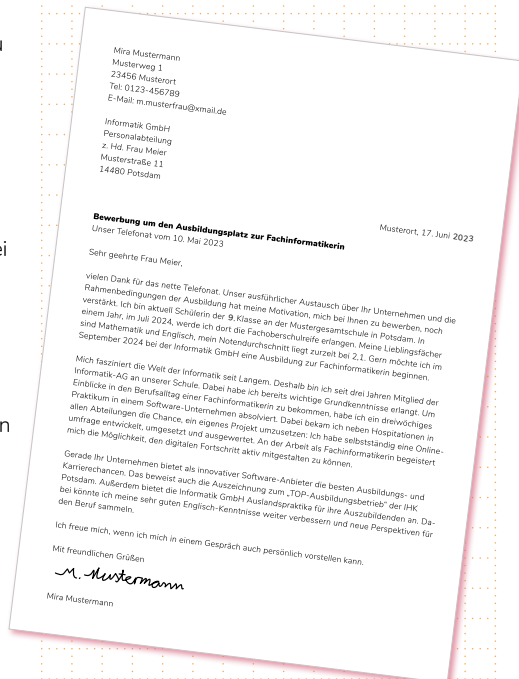 u
ei
n
Mira Mustermann
Musterweg 1
23456 Musterort
Tel: 0123-456789
E-Mail: m.musterfrau@xmail.de
Informatik GmbH
Personalabteilung
z. Hd. Frau Meier
Musterstraße 11
14480 Potsdam
Musterort, 17. Juni 2023
Bewerbung um den Ausbildungsplatz zur Fachinformatikerin
Unser Telefonat vom 10. Mai 2023
Sehr geehrte Frau Meier,
vielen Dank für das nette Telefonat. Unser ausführlicher Austausch über Ihr Unternehmen und die
Rahmenbedingungen der Ausbildung hat meine Motivation, mich bei Ihnen zu bewerben, noch
verstärkt. Ich bin aktuell Schülerin der 9. Klasse an der Mustergesamtschule in Potsdam. In
einem Jahr, im Juli 2024, werde ich dort die Fachoberschulreife erlangen. Meine Lieblingsfächer
sind Mathematik und Englisch, mein Notendurchschnitt liegt zurzeit bei 2,1. Gern möchte ich im
September 2024 bei der Informatik GmbH eine Ausbildung zur Fachinformatikerin beginnen.
Mich fasziniert die Welt der Informatik seit Langem. Deshalb bin ich seit drei Jahren Mitglied der
Informatik-AG an unserer Schule. Dabei habe ich bereits wichtige Grundkenntnisse erlangt. Um
Einblicke in den Berufsalltag einer Fachinformatikerin zu bekommen, habe ich ein dreiwöchiges
Praktikum in einem Software-Unternehmen absolviert. Dabei bekam ich neben Hospitationen in
allen Abteilungen die Chance, ein eigenes Projekt umzusetzen: Ich habe selbstständig eine Online-
umfrage entwickelt, umgesetzt und ausgewertet. An der Arbeit als Fachinformatikerin begeistert
mich die Möglichkeit, den digitalen Fortschritt aktiv mitgestalten zu können.
Gerade Ihr Unternehmen bietet als innovativer Software-Anbieter die besten Ausbildungs- und
Karrierechancen. Das beweist auch die Auszeichnung zum „TOP-Ausbildungsbetrieb“ der IHK
Potsdam. Außerdem bietet die Informatik GmbH Auslandspraktika für ihre Auszubildenden an. Da-
bei könnte ich meine sehr guten Englisch-Kenntnisse weiter verbessern und neue Perspektiven für
den Beruf sammeln.
Ich freue mich, wenn ich mich in einem Gespräch auch persönlich vorstellen kann.
Mit freundlichen Grüßen
M. Mustermann
Mira Mustermann